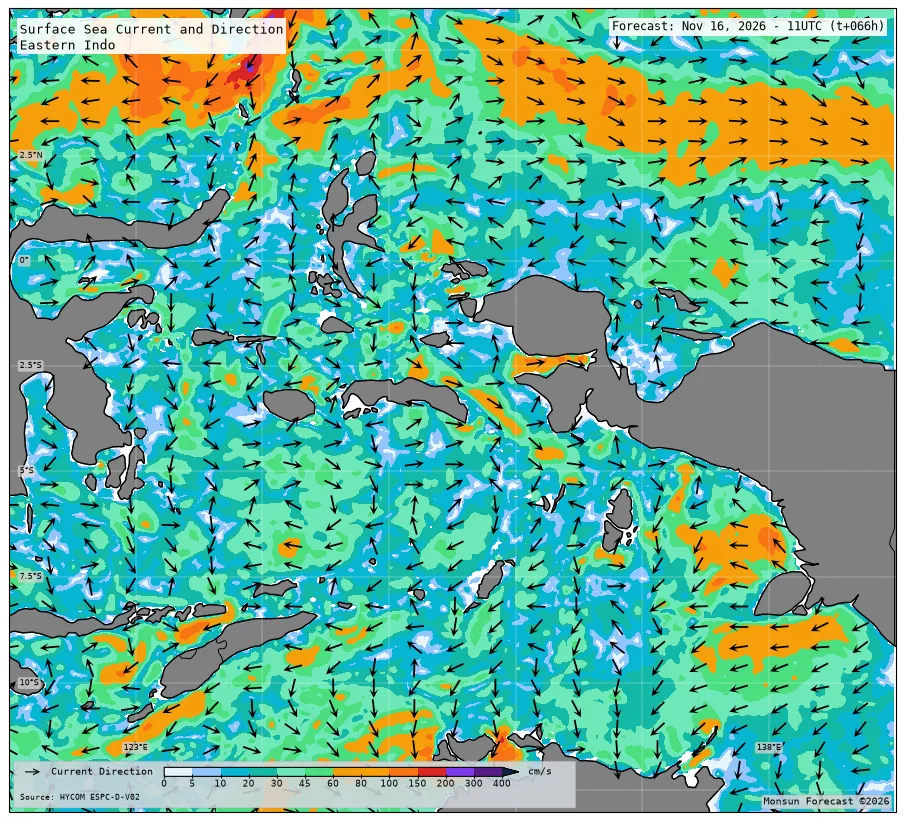 Surface Sea Current and Direction
Eastern Indo
Forecast: Nov 16, 2026 - 11UTC (t+066h)
2.5°N
0°
2.5°S
5°S
7.5°S
10°S
123°E
138°E
Current Direction
0 5 10 20 30 45 60 80 100 150 200 300 400
cm/s
Source: HYCOM ESPC-D-V02
Monsun Forecast ©2026